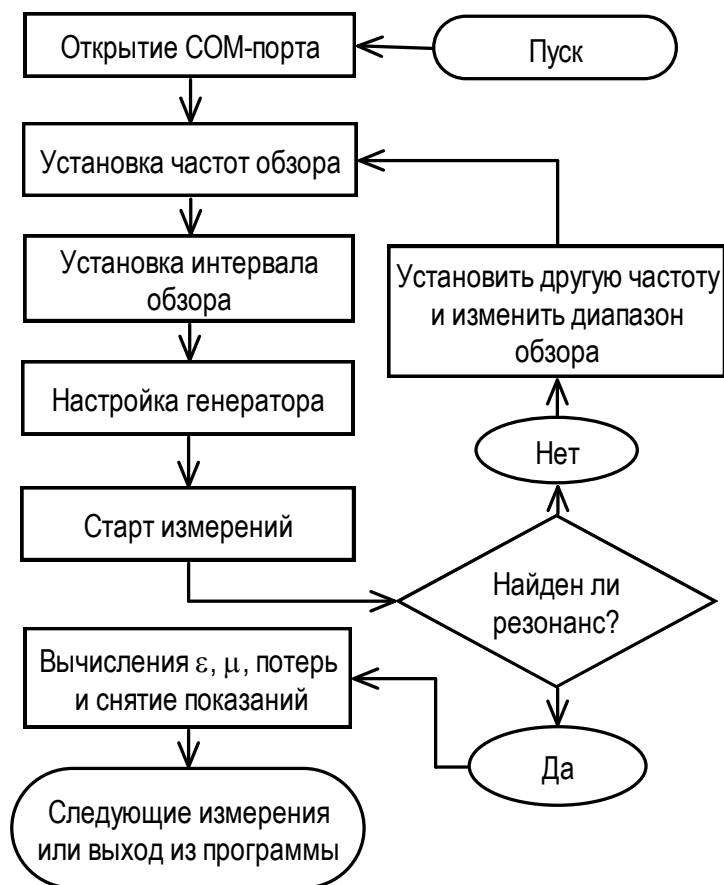 Пуск
Открытие COM-порта
Установка частот обзора
Установка интервала
обзора
Настройка генератора
Старт измерений
Найден ли
резонанс?
Нет
Установить другую частоту
и изменить диапазон
обзора
Да
Вычисления ε, μ, потерь
и снятие показаний
Следующие измерения
или выход из программы